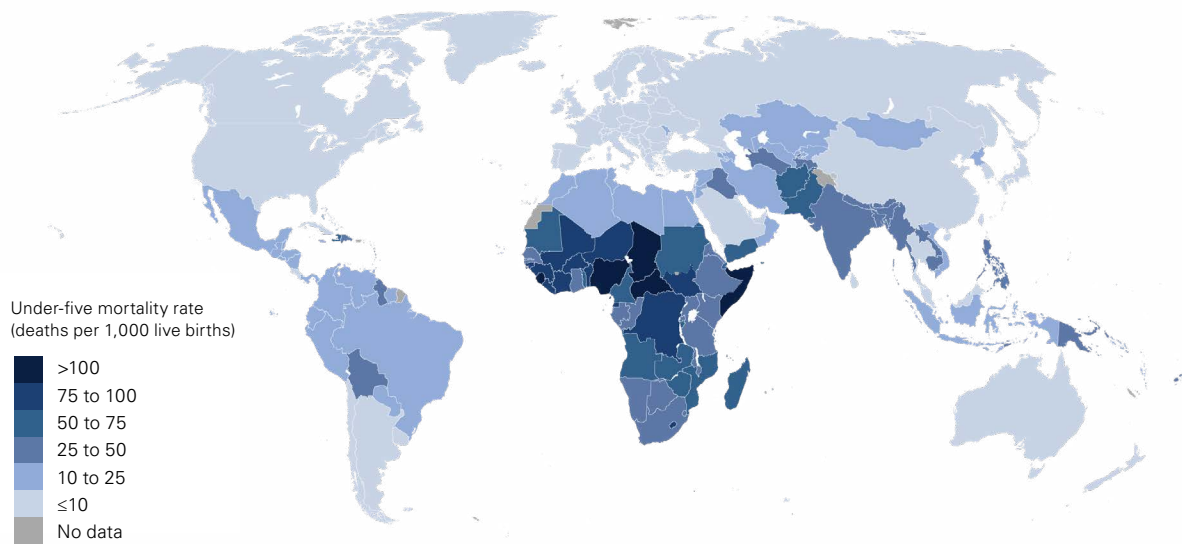 Under-five mortality rate
(deaths per 1,000 live births)
>100
75 to 100
50 to 75
25 to 50
10 to 25
≤10
No data